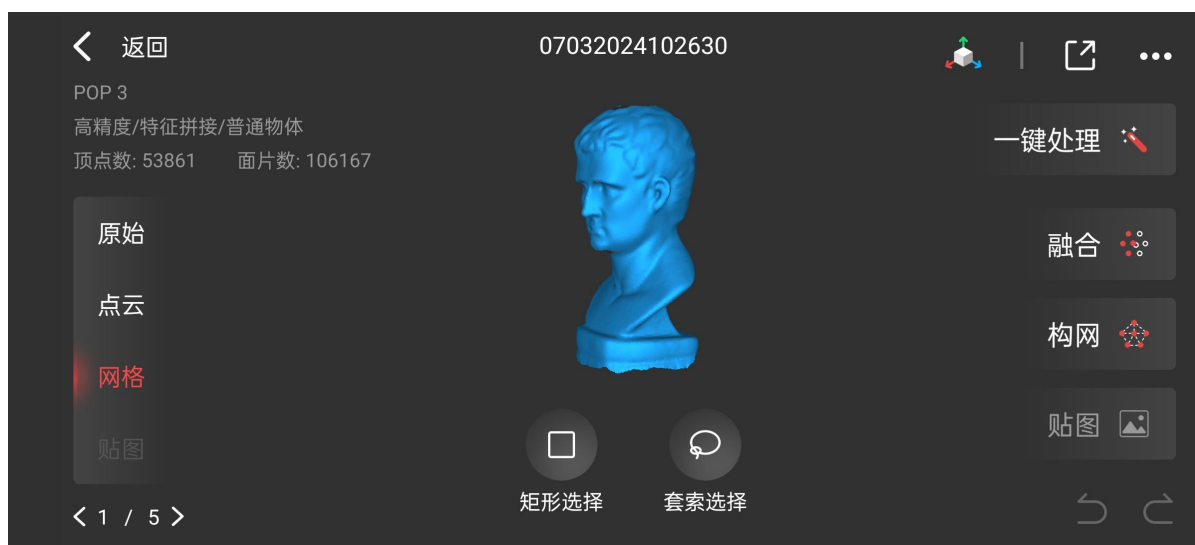 返回
07032024102630
POP 3
高精度/特征拼接/普通物体
顶点数: 53861 面片数: 106167
原始
点云
网格
贴图
1 / 5
矩形选择
套索选择
一键处理
融合
构网
贴图